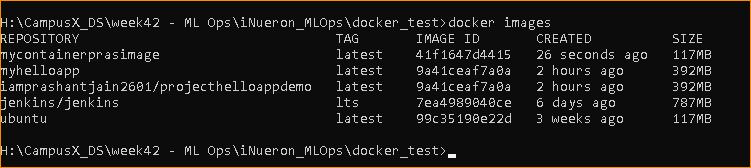 H:\CampusX_DS\week42 - ML Ops\iNueron_MLOps\docker_test>docker images
REPOSITORY TAG IMAGE ID CREATED SIZE
mycontainerprasimage latest 41f1647d4415 26 seconds ago 117MB
myhelloapp latest 9a41ceaf7a0a 2 hours ago 392MB
iamprashantjain2601/projecthelloappdemo latest 9a41ceaf7a0a 2 hours ago 392MB
jenkins/jenkins lts 7ea4989040ce 6 days ago 787MB
ubuntu latest 99c35190e22d 3 weeks ago 117MB
H:\CampusX_DS\week42 - ML Ops\iNueron_MLOps\docker_test>